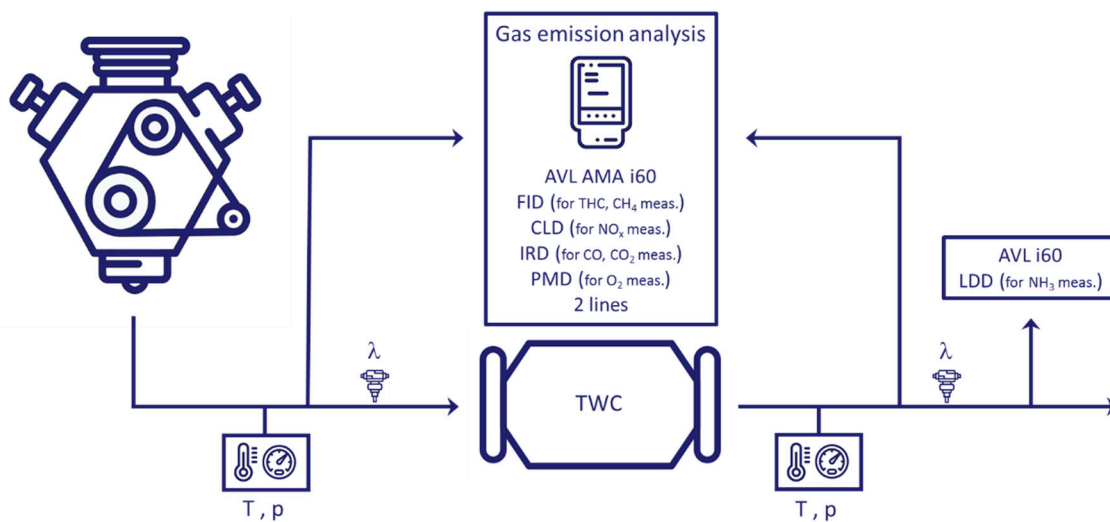 Gas emission analysis
AVL AMA i60
FID (for THC, CH₄ meas.)
CLD (for NOₓ meas.)
IRD (for CO, CO₂ meas.)
PMD (for O₂ meas.)
2 lines
AVL i60
LDD (for NH₃ meas.)
λ
λ
TWC
T , p
T , p